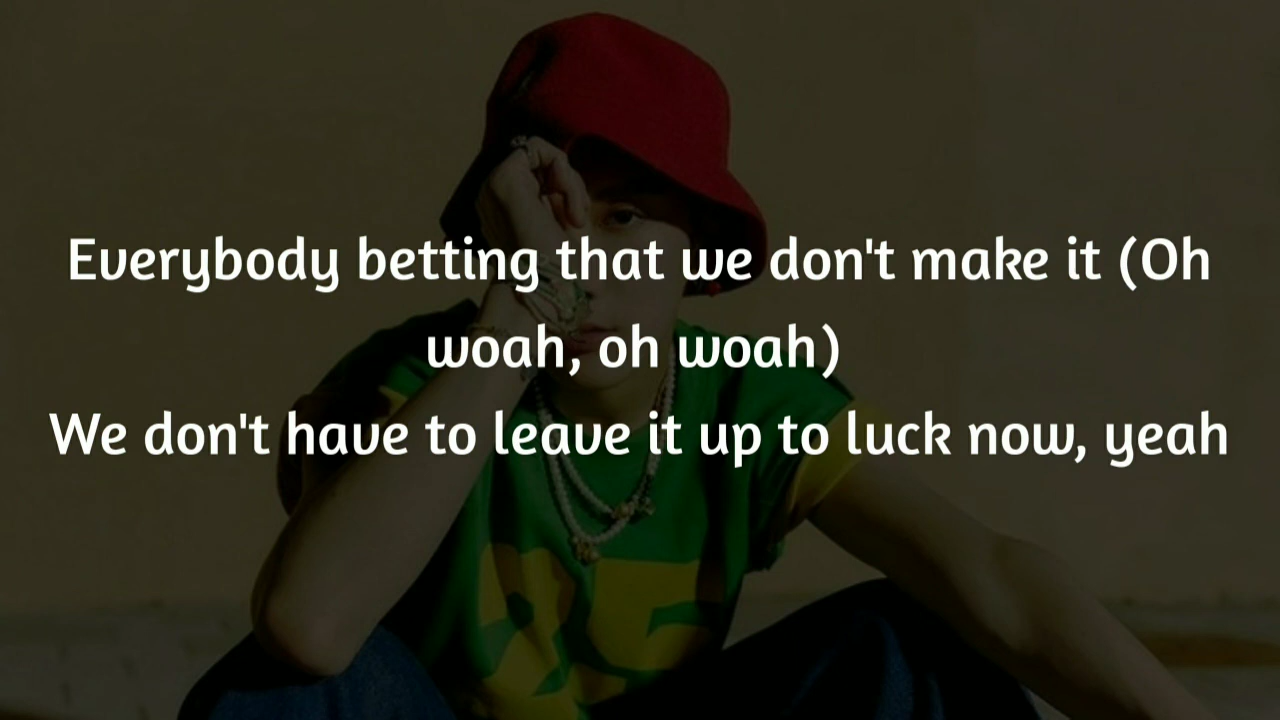 Everybody betting that we don't make it (Oh
woah, oh woah)
We don't have to leave it up to luck now, yeah
95